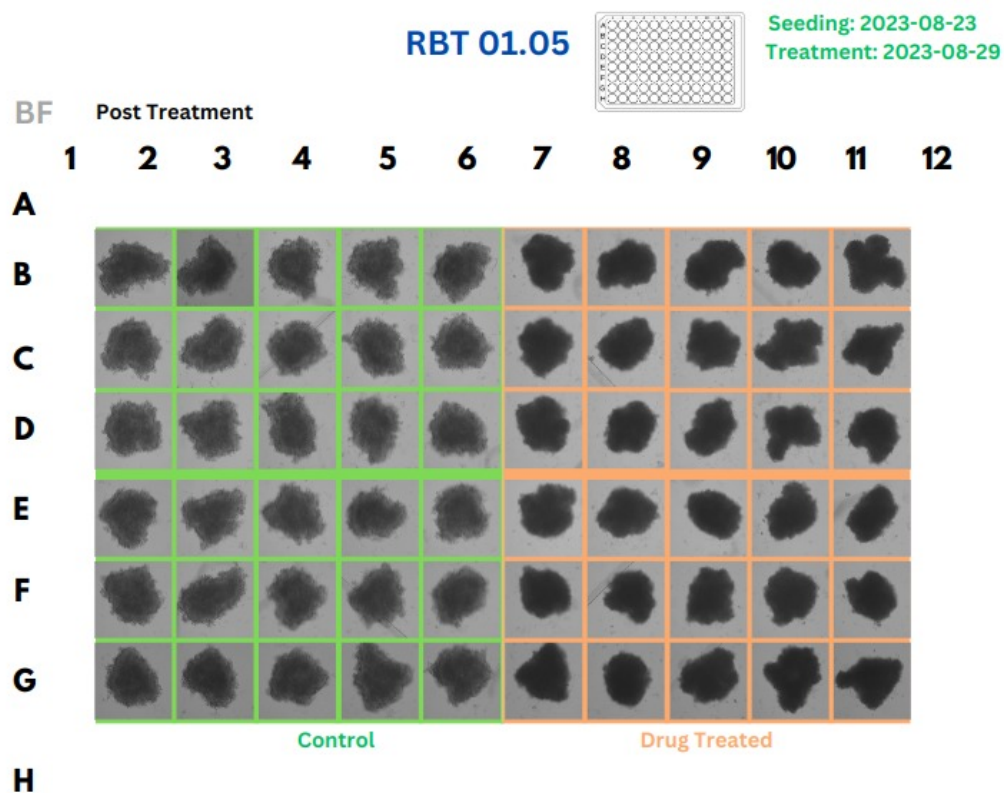 RBT 01.05
Seeding: 2023-08-23
Treatment: 2023-08-29
BF
Post Treatment
1 2 3 4 5 6 7 8 9 10 11 12
A
B
C
D
E
F
G
Control
Drug Treated
H